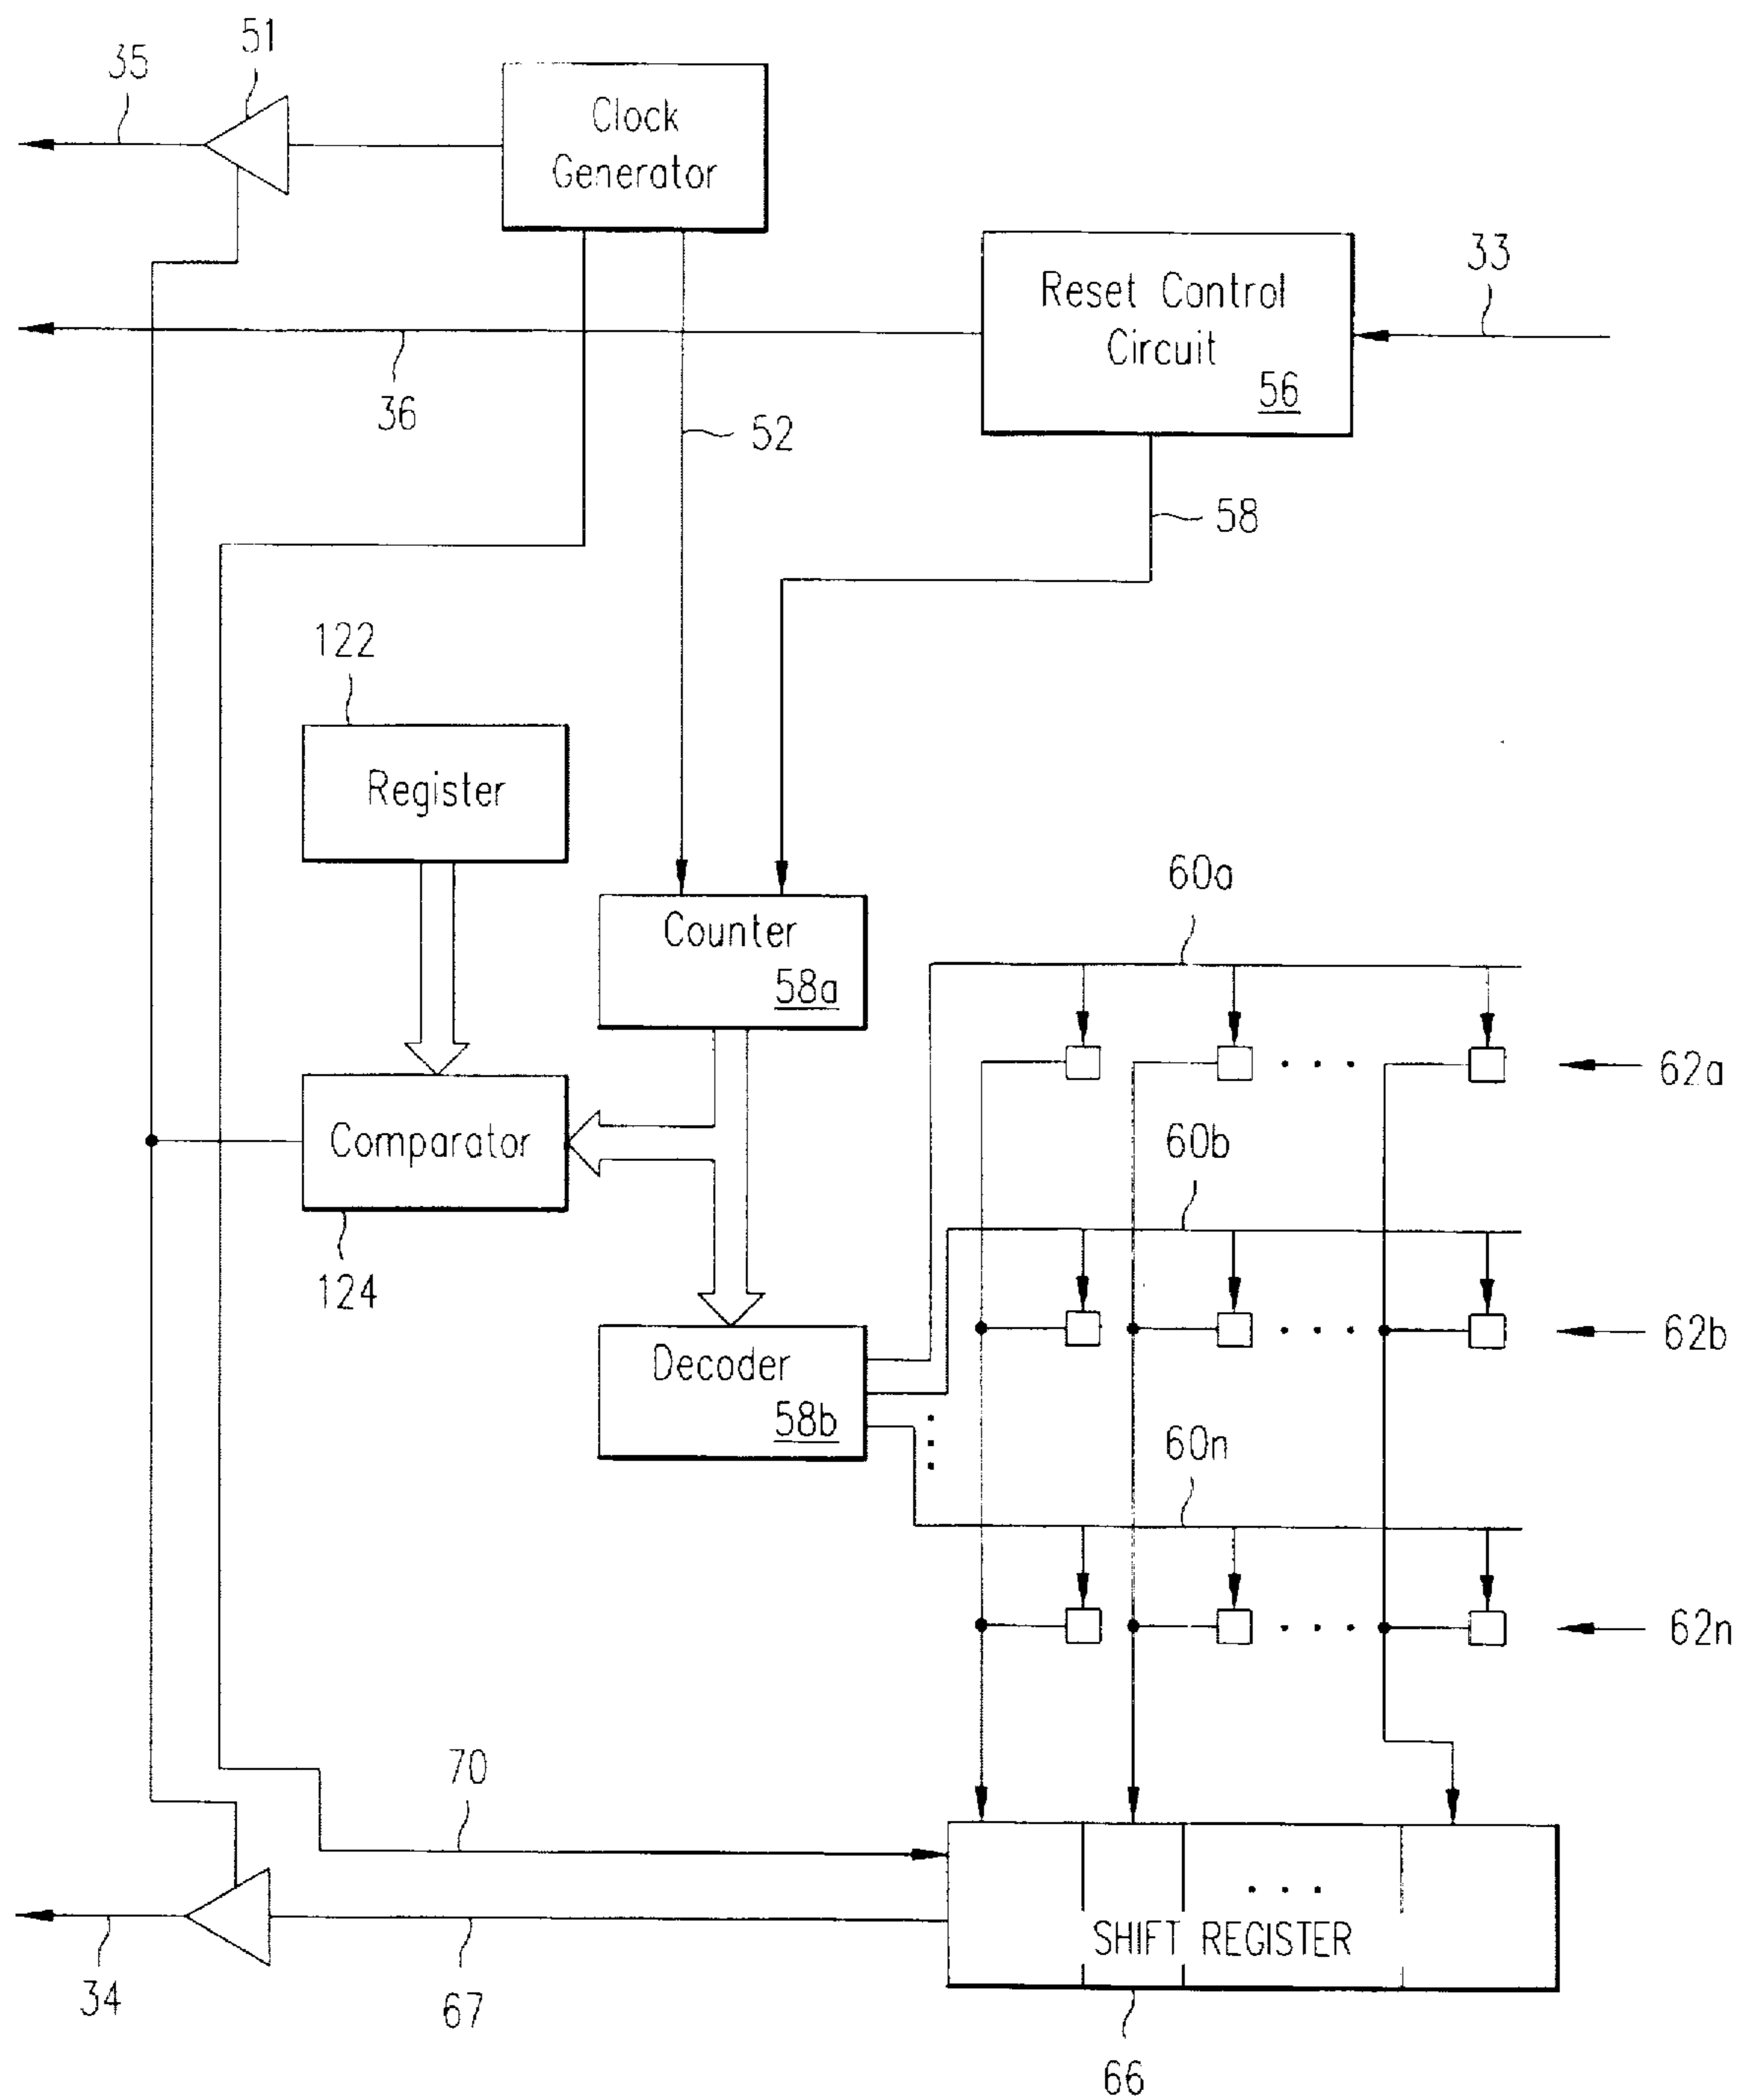 51
35
Clock
Generator
33
Reset Control
Circuit
56
36
52
58
122
Register
60a
Counter
58a
62a
Comparator
60b
124
62b
Decoder
58b
60n
62n
70
SHIFT REGISTER
34
67
66